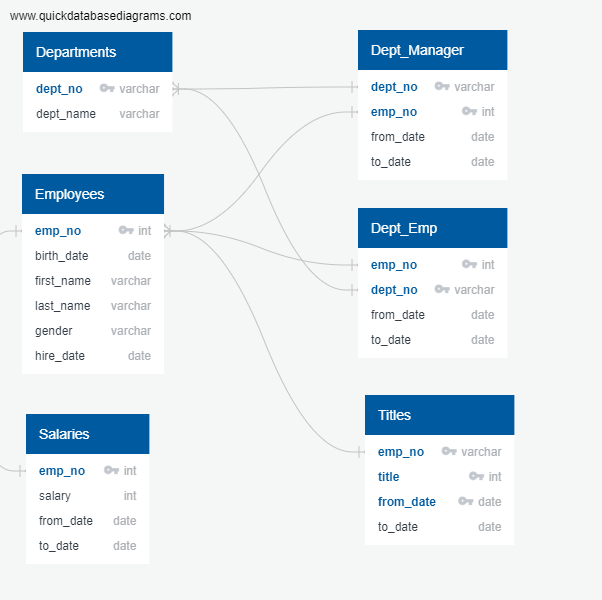 www.quickdatabasediagrams.com
Departments
dept_no varchar
dept_name varchar
Employees
emp_no int
birth_date date
first_name varchar
last_name varchar
gender varchar
hire_date date
Salaries
emp_no int
salary int
from_date date
to_date date
Dept_Manager
dept_no varchar
emp_no int
from_date date
to_date date
Dept_Emp
emp_no int
dept_no varchar
from_date date
to_date date
Titles
emp_no varchar
title int
from_date date
to_date date